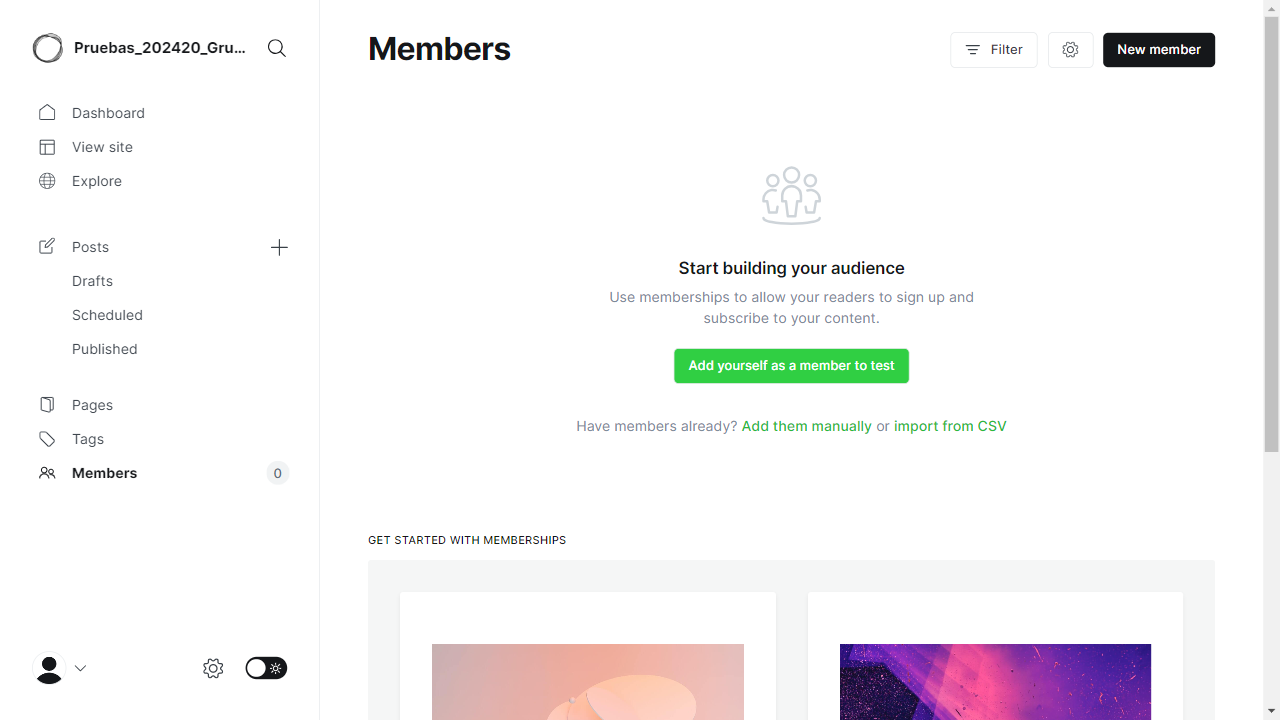 Pruebas_202420_Gru...
Dashboard
View site
Explore
Posts
Drafts
Scheduled
Published
Pages
Tags
Members
0
Members
Filter
New member
Start building your audience
Use memberships to allow your readers to sign up and
subscribe to your content.
Add yourself as a member to test
Have members already? Add them manually or import from CSV
GET STARTED WITH MEMBERSHIPS